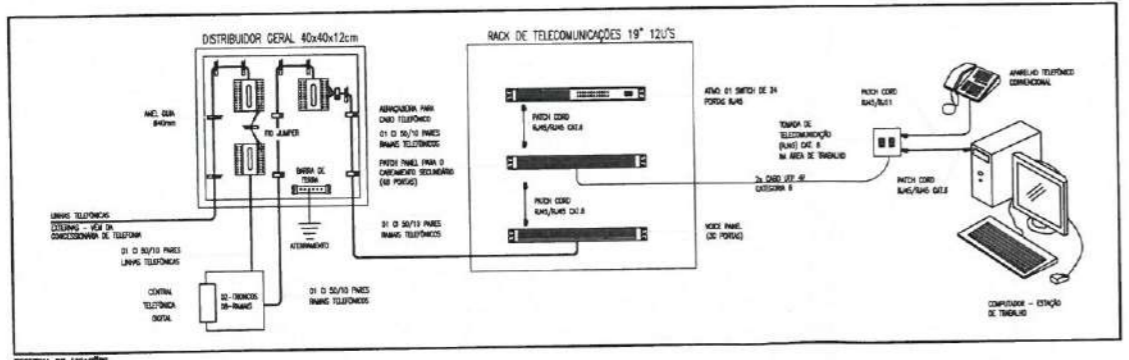 DISTRIBUIDOR GERAL 40x40x12cm
ANEL GUIA
Ø40mm
FIO JUMPER
BARRA DE
TERRA
ABRAÇADEIRA PARA
CABO TELEFÔNICO
01 CI 50/10 PARES
RAMAIS TELEFÔNICOS
PATCH PANEL PARA O
CABEAMENTO SECUNDÁRIO
(48 PORTAS)
LINHAS TELEFÔNICAS
EXTERNAS - VEM DA
CONCESSIONÁRIA DE TELEFONIA
01 CI 50/10 PARES
LINHAS TELEFÔNICAS
ATERRAMENTO
01 CI 50/10 PARES
RAMAIS TELEFÔNICOS
CENTRAL
TELEFÔNICA
DIGITAL
02-TRONCOS
08-RAMAIS
01 CI 50/10 PARES
RAMAIS TELEFÔNICOS
RACK DE TELECOMUNICAÇÕES 19" 12U'S
PATCH CORD
RJ45/RJ45 CAT.6
PATCH CORD
RJ45/RJ45 CAT.6
ATIVO: 01 SWITCH DE 24
PORTAS RJ45
2x CABO UTP 4P
CATEGORIA 6
VOICE PANEL
(30 PORTAS)
TOMADA DE
TELECOMUNICAÇÃO
(RJ45) CAT. 6
NA ÁREA DE TRABALHO
PATCH CORD
RJ45/RJ11
APARELHO TELEFÔNICO
CONVENCIONAL
PATCH CORD
RJ45/RJ45 CAT.6
COMPUTADOR - ESTAÇÃO
DE TRABALHO